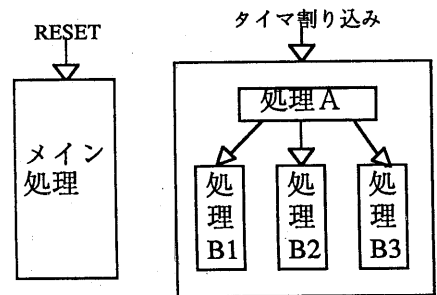 RESET
メイン
処理
タイマ割り込み
処理A
処
理
B1
処
理
B2
処
理
B3